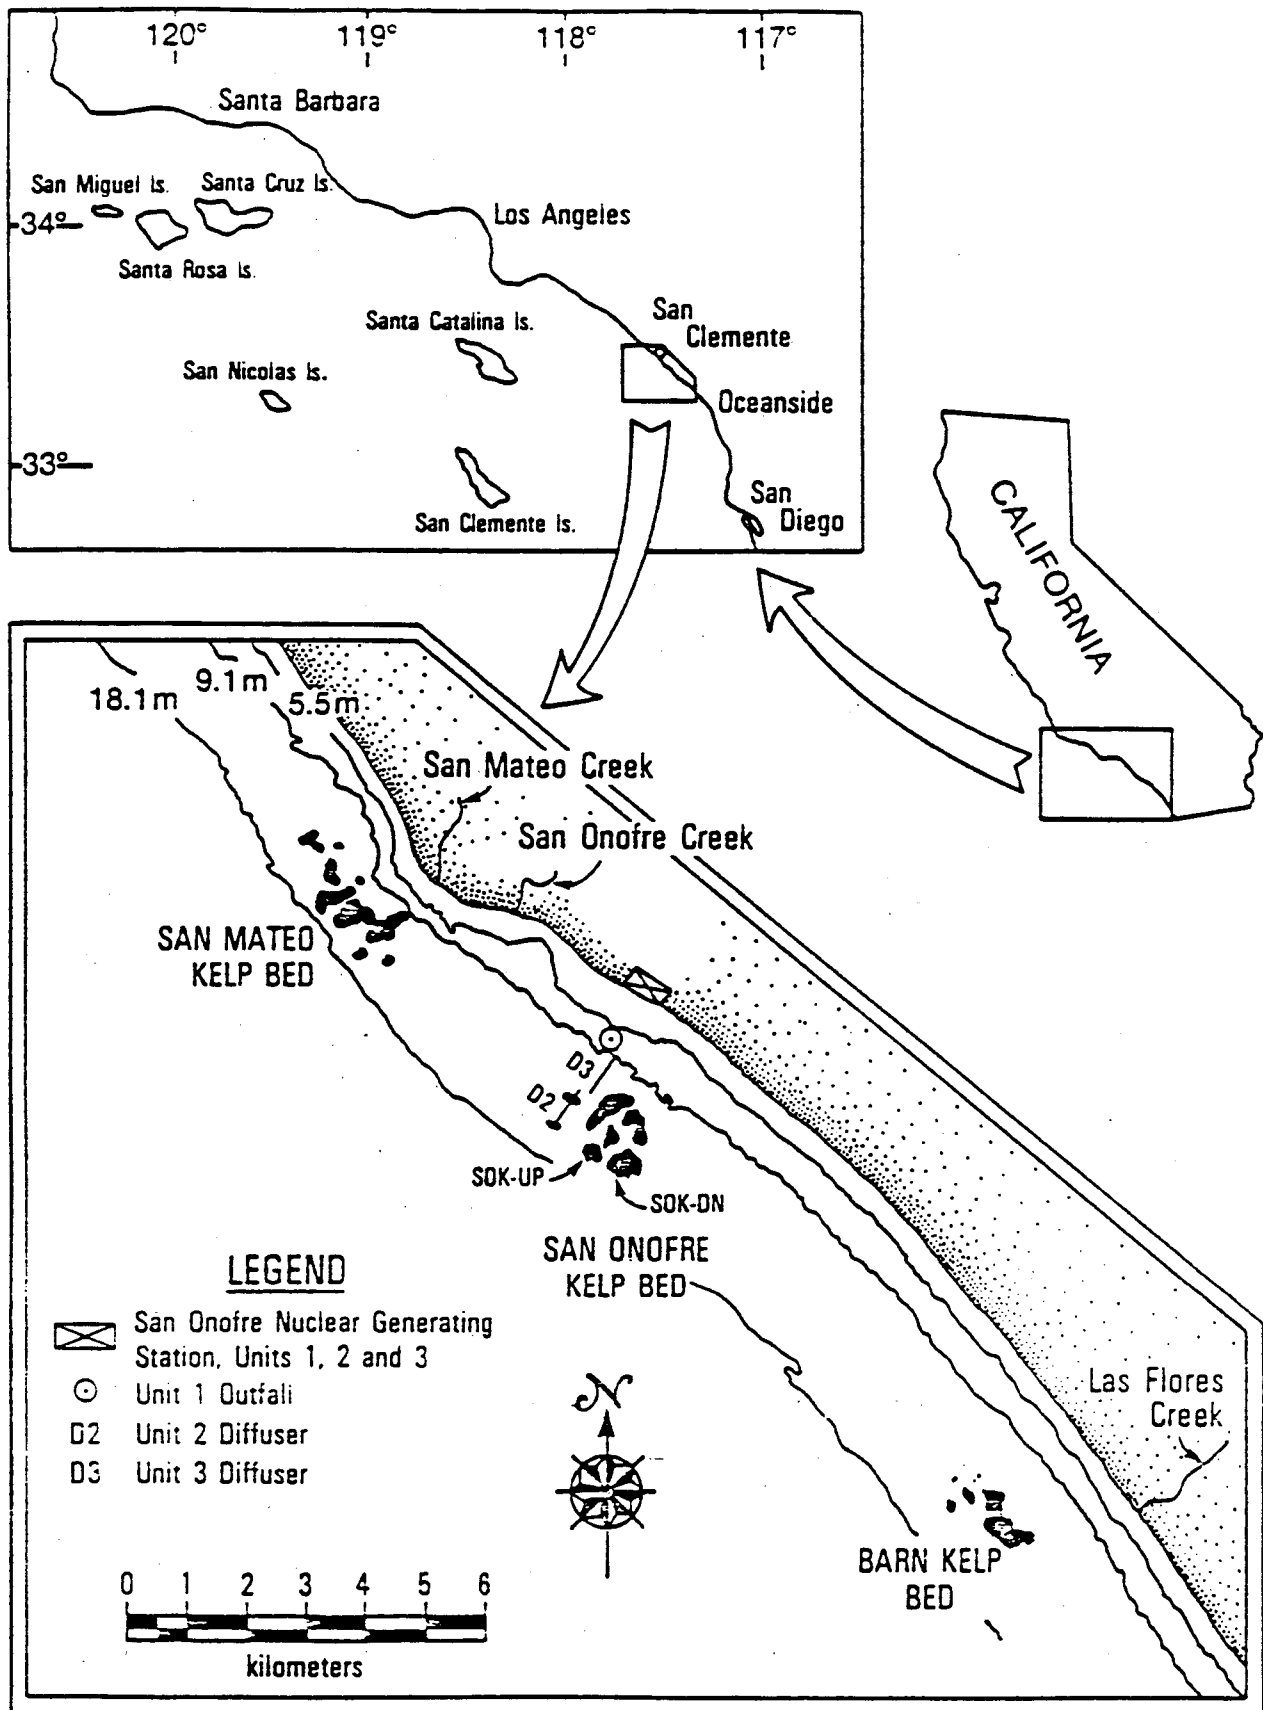 120° 119° 118° 117°
Santa Barbara
San Miguel Is. Santa Cruz Is.
34°
Los Angeles
Santa Rosa Is.
San
Clemente
Santa Catalina Is.
San Nicolas Is.
Oceanside
33°
San
Diego
San Clemente Is.
CALIFORNIA
18.1m 9.1m 5.5m
San Mateo Creek
San Onofre Creek
SAN MATEO
KELP BED
D3
D2
SOK-UP
SOK-DN
SAN ONOFRE
KELP BED
LEGEND
San Onofre Nuclear Generating
Station, Units 1, 2 and 3
Unit 1 Outfall
D2 Unit 2 Diffuser
D3 Unit 3 Diffuser
N
Las Flores
Creek
BARN KELP
BED
0 1 2 3 4 5 6
kilometers